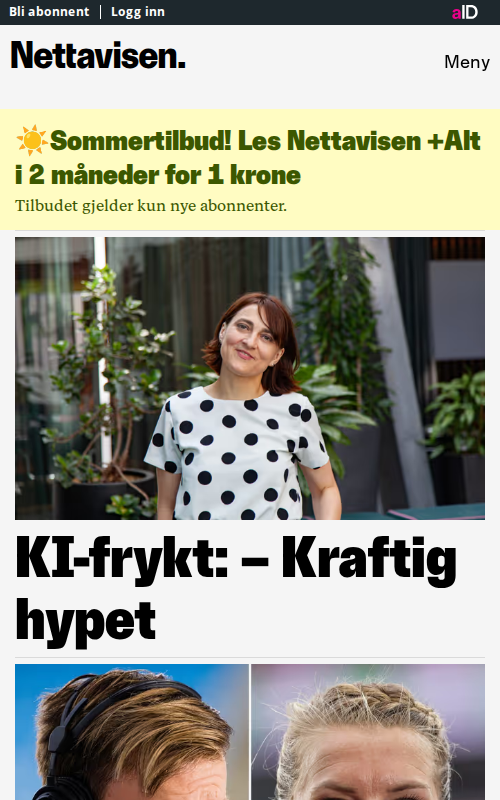 Bli abonnent
Logg inn
aID
Nettavisen.
Meny
☀️Sommertilbud! Les Nettavisen +Alt
i 2 måneder for 1 krone
Tilbudet gjelder kun nye abonnenter.
KI-frykt: – Kraftig
hypet